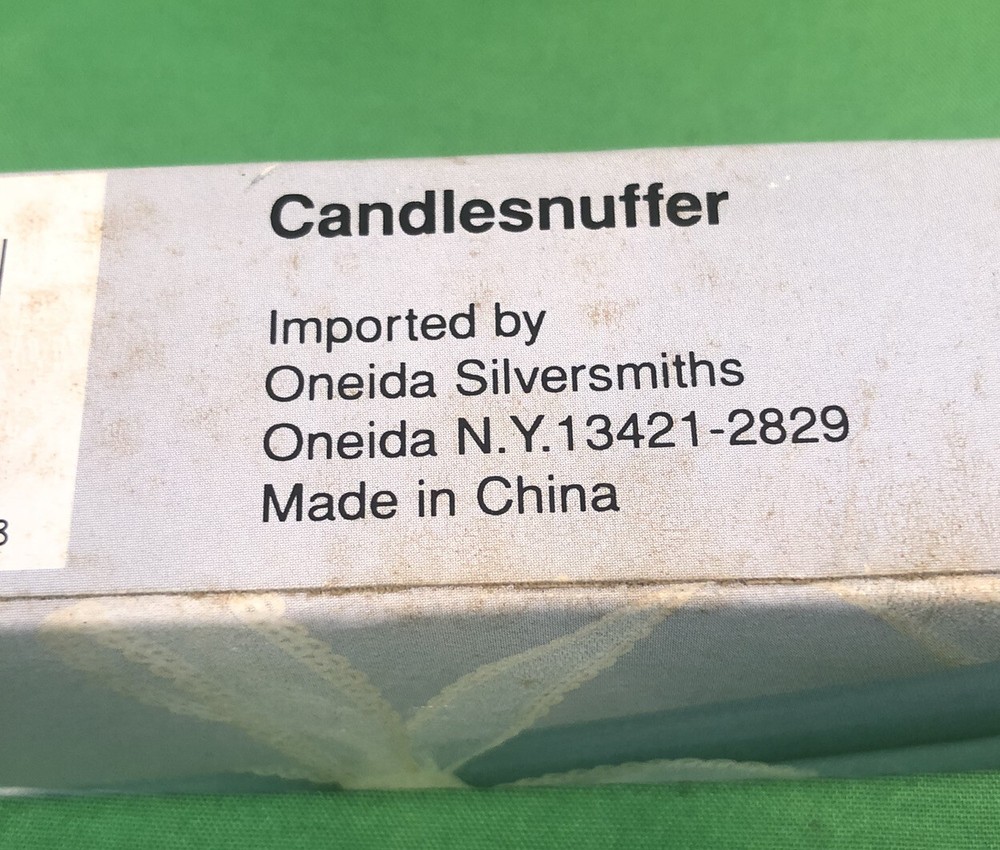 Candlesnuffer
Imported by
Oneida Silversmiths
Oneida N.Y.13421-2829
Made in China